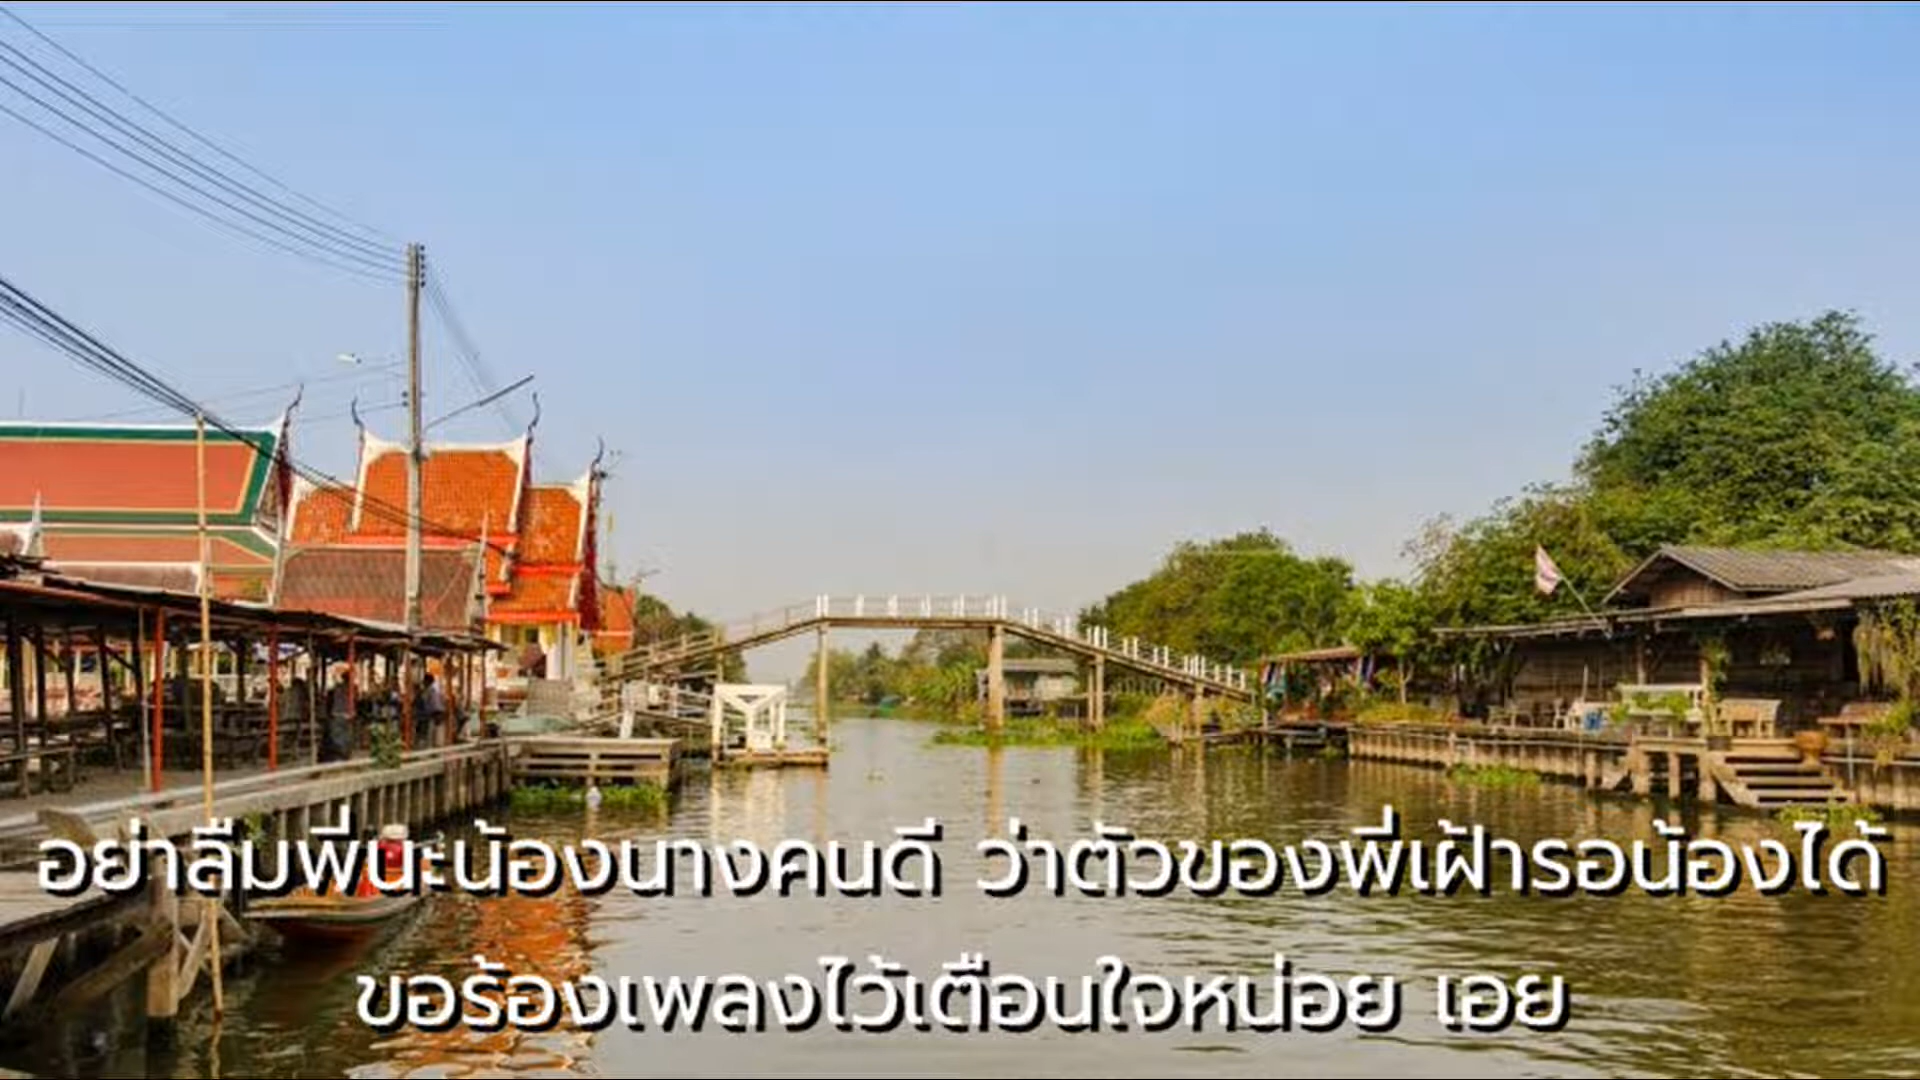 อย่าลืมพี่นะน้องนางคนดี ว่าตัวของพี่เฝ้ารอน้องได้
ขอร้องเพลงไว้เตือนใจหน่อย เอย